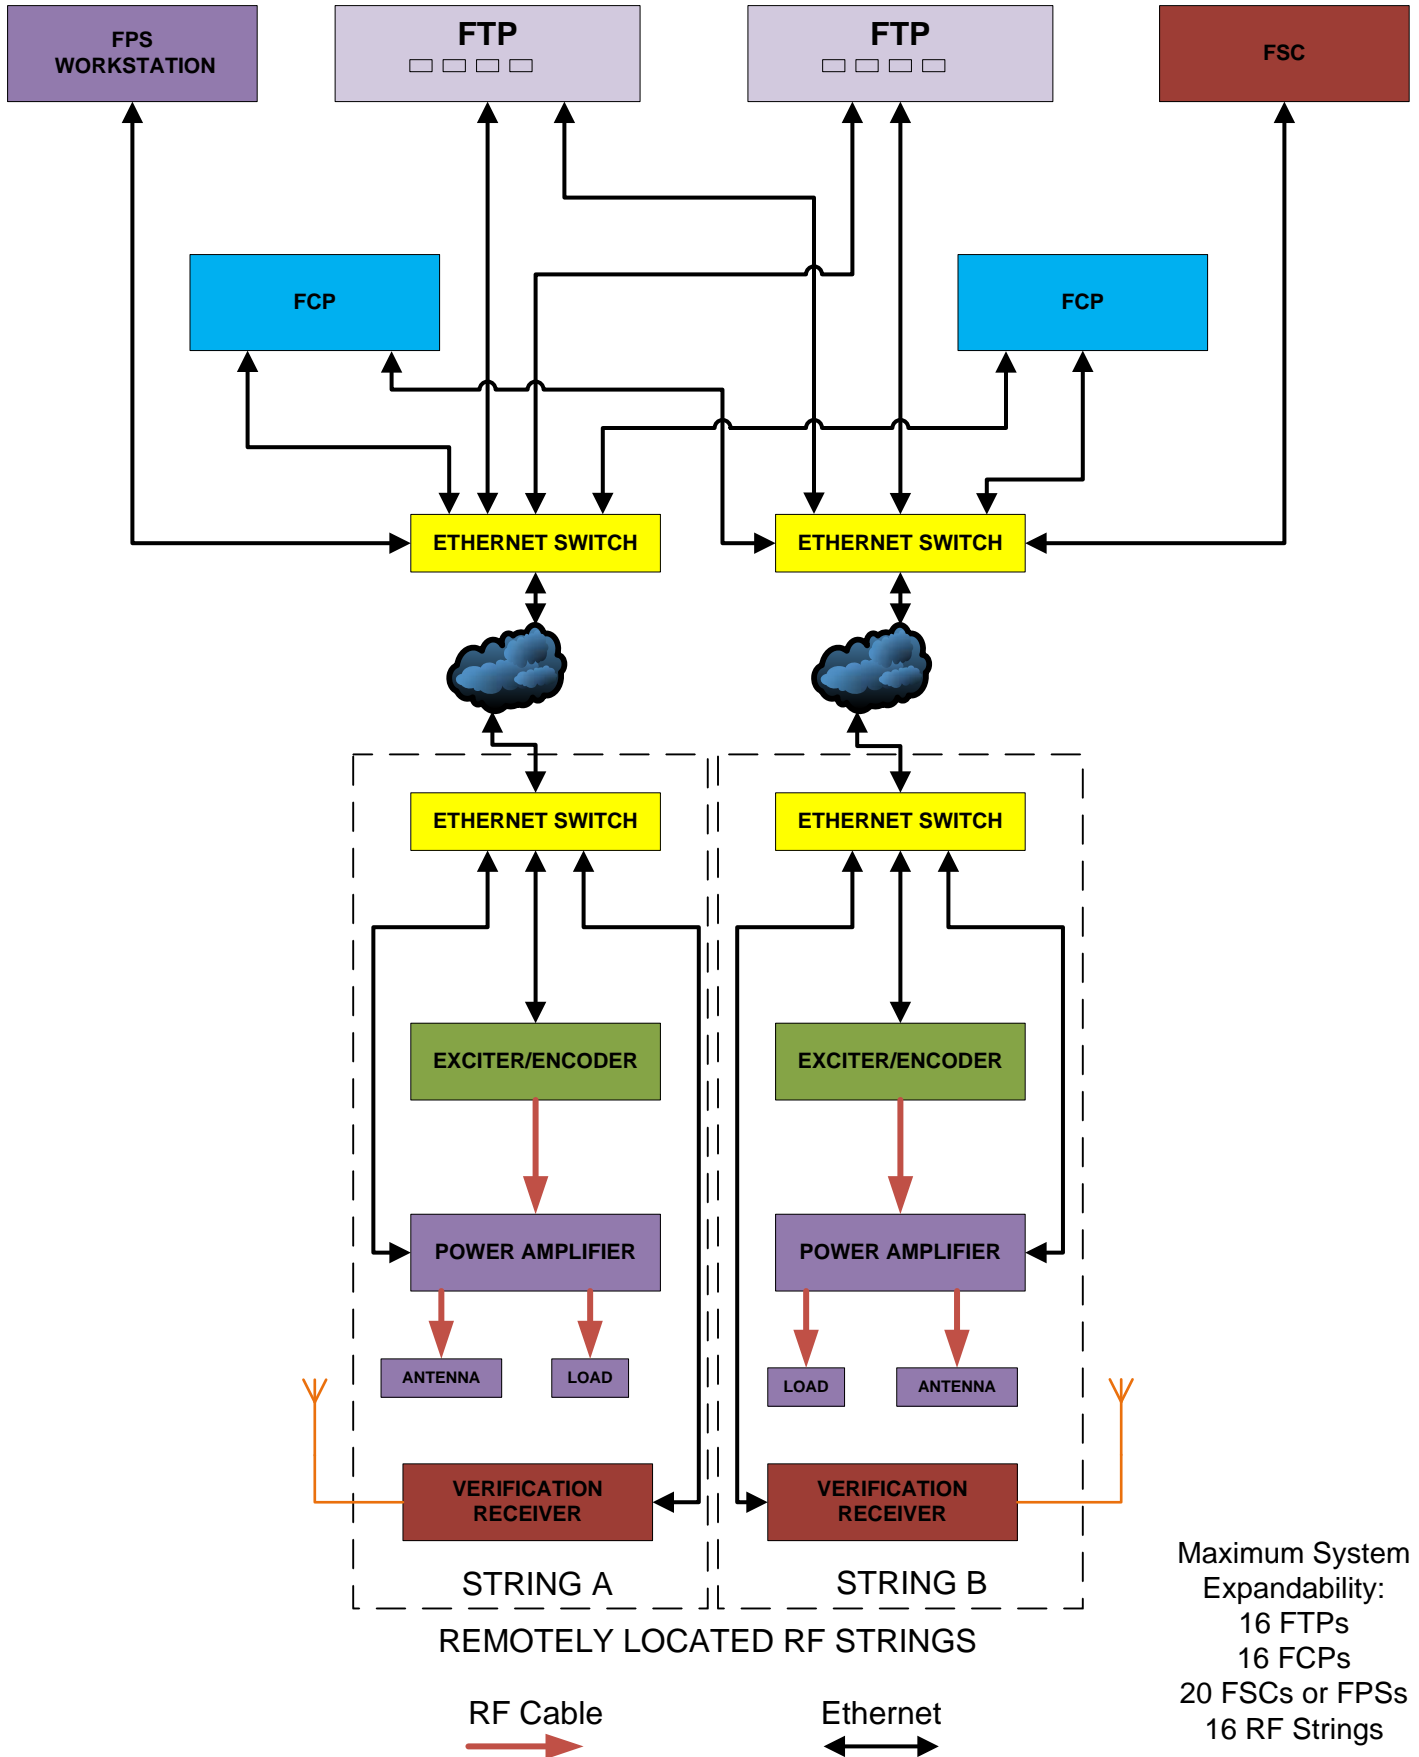 FPS
WORKSTATION
FTP
FTP
FSC
FCP
FCP
ETHERNET SWITCH
ETHERNET SWITCH
ETHERNET SWITCH
ETHERNET SWITCH
EXCITER/ENCODER
EXCITER/ENCODER
POWER AMPLIFIER
POWER AMPLIFIER
ANTENNA
LOAD
LOAD
ANTENNA
VERIFICATION
RECEIVER
VERIFICATION
RECEIVER
STRING A
STRING B
REMOTELY LOCATED RF STRINGS
Maximum System
Expandability:
16 FTPs
16 FCPs
20 FSCs or FPSs
16 RF Strings
RF Cable
Ethernet